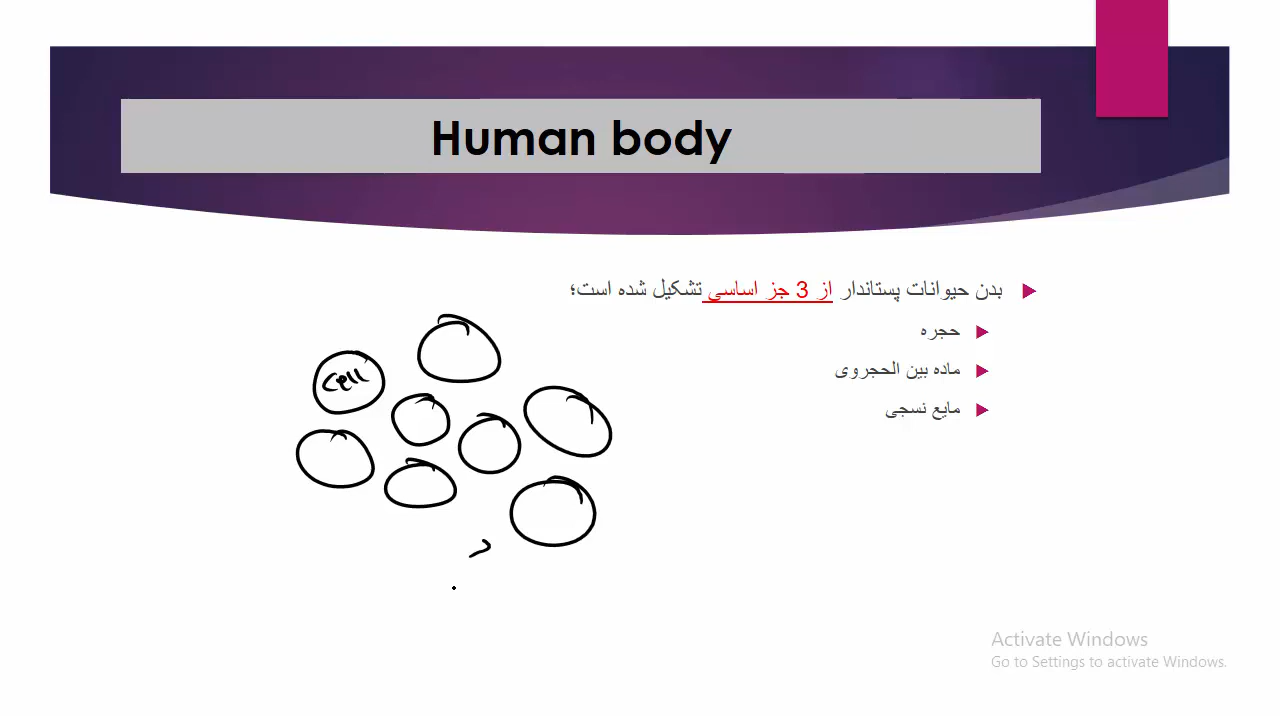 Human body
بدن حیوانات پستاندار از 3 جز اساسی تشکیل شده است؛
حجره
ماده بین الحجروی
مایع نسجی
Cell
Activate Windows
Go to Settings to activate Windows.